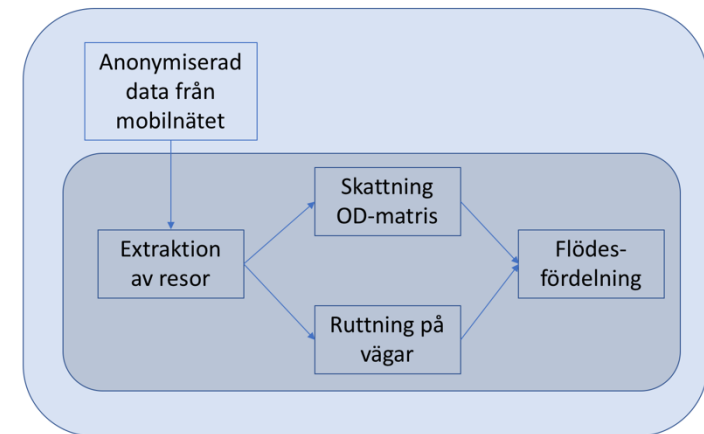 Anonymiserad
data från
mobilnätet
Extraktion
av resor
Skattning
OD-matris
Ruttning på
vägar
Flödes-
fördelning